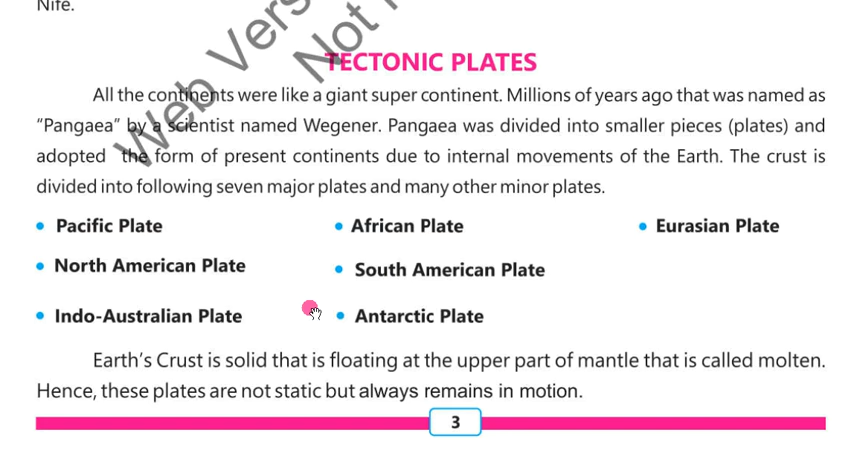 Nife.
Web Vers
Not
TECTONIC PLATES
All the continents were like a giant super continent. Millions of years ago that was named as
"Pangaea" by a scientist named Wegener. Pangaea was divided into smaller pieces (plates) and
adopted the form of present continents due to internal movements of the Earth. The crust is
divided into following seven major plates and many other minor plates.
• Pacific Plate • African Plate • Eurasian Plate
• North American Plate • South American Plate
• Indo-Australian Plate • Antarctic Plate
Earth's Crust is solid that is floating at the upper part of mantle that is called molten.
Hence, these plates are not static but always remains in motion.
3